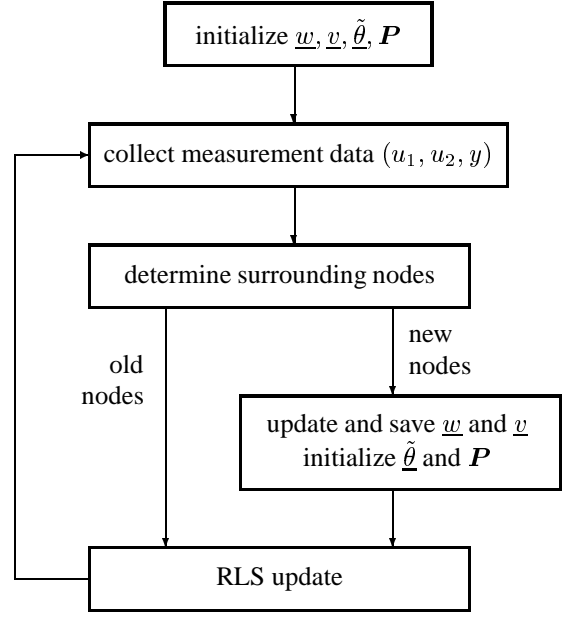 initialize w, v, θ̃, P
collect measurement data (u₁, u₂, y)
determine surrounding nodes
old
nodes
new
nodes
update and save w and v
initialize θ̃ and P
RLS update